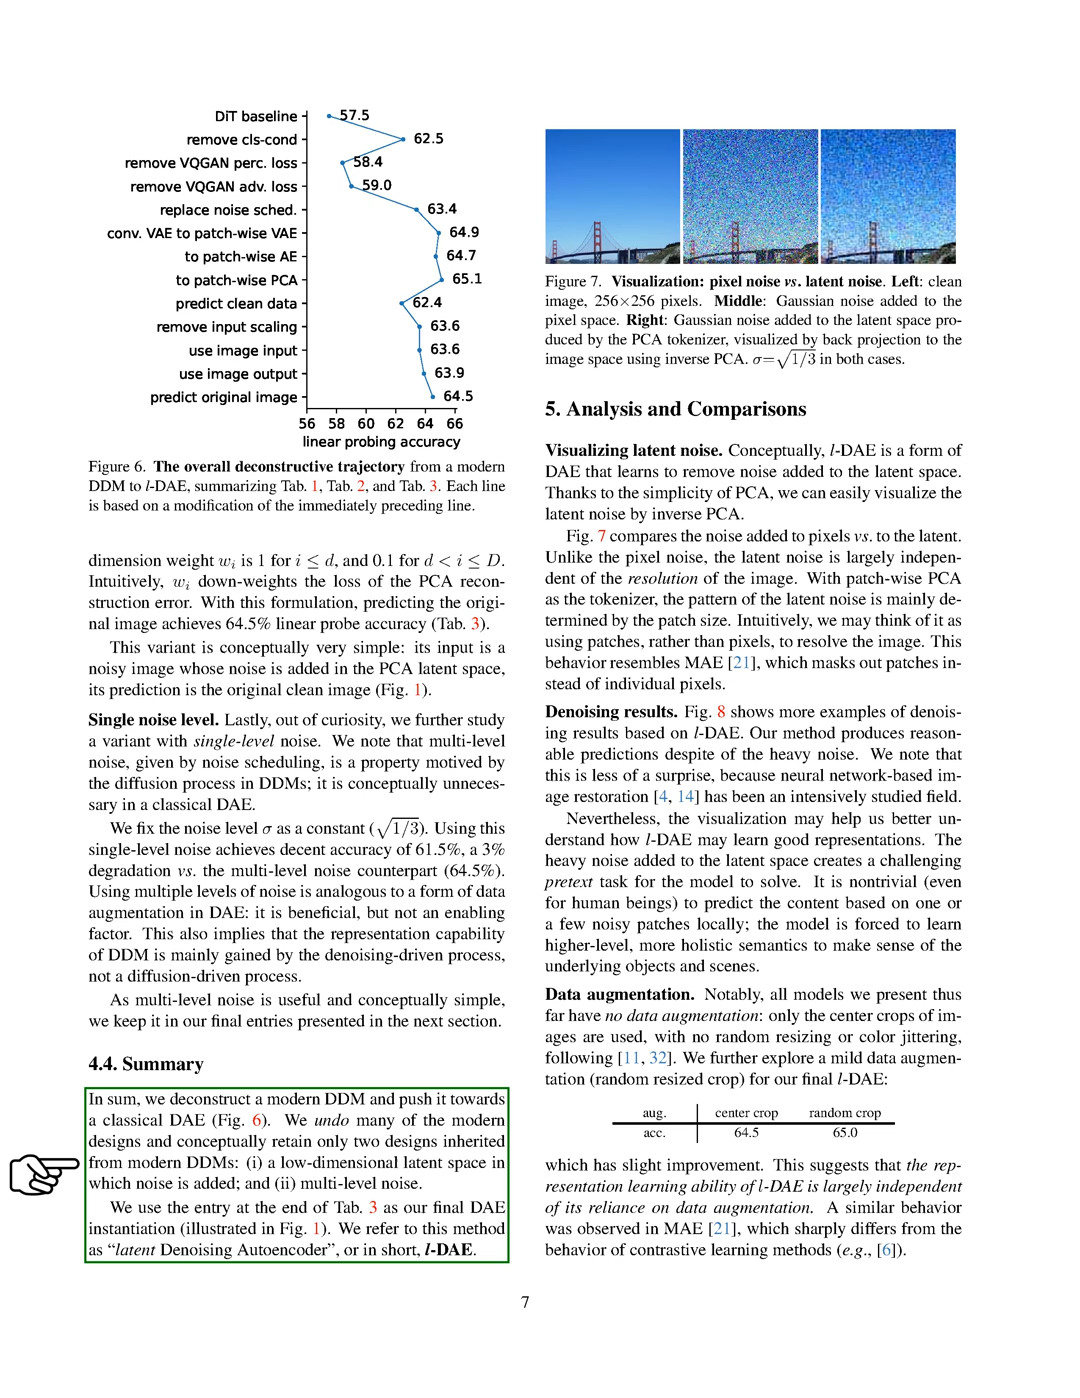 DiT baseline 57.5
remove cls-cond 62.5
remove VQGAN perc. loss 58.4
remove VQGAN adv. loss 59.0
replace noise sched. 63.4
conv. VAE to patch-wise VAE 64.9
to patch-wise AE 64.7
to patch-wise PCA 65.1
predict clean data 62.4
remove input scaling 63.6
use image input 63.6
use image output 63.9
predict original image 64.5
56 58 60 62 64 66
linear probing accuracy
Figure 6. The overall deconstructive trajectory from a modern
DDM to l-DAE, summarizing Tab. 1, Tab. 2, and Tab. 3. Each line
is based on a modification of the immediately preceding line.
dimension weight wᵢ is 1 for i ≤ d, and 0.1 for d < i ≤ D.
Intuitively, wᵢ down-weights the loss of the PCA recon-
struction error. With this formulation, predicting the origi-
nal image achieves 64.5% linear probe accuracy (Tab. 3).
This variant is conceptually very simple: its input is a
noisy image whose noise is added in the PCA latent space,
its prediction is the original clean image (Fig. 1).
Single noise level. Lastly, out of curiosity, we further study
a variant with single-level noise. We note that multi-level
noise, given by noise scheduling, is a property motived by
the diffusion process in DDMs; it is conceptually unneces-
sary in a classical DAE.
We fix the noise level σ as a constant (√1/3). Using this
single-level noise achieves decent accuracy of 61.5%, a 3%
degradation vs. the multi-level noise counterpart (64.5%).
Using multiple levels of noise is analogous to a form of data
augmentation in DAE: it is beneficial, but not an enabling
factor. This also implies that the representation capability
of DDM is mainly gained by the denoising-driven process,
not a diffusion-driven process.
As multi-level noise is useful and conceptually simple,
we keep it in our final entries presented in the next section.
4.4. Summary
In sum, we deconstruct a modern DDM and push it towards
a classical DAE (Fig. 6). We undo many of the modern
designs and conceptually retain only two designs inherited
from modern DDMs: (i) a low-dimensional latent space in
which noise is added; and (ii) multi-level noise.
We use the entry at the end of Tab. 3 as our final DAE
instantiation (illustrated in Fig. 1). We refer to this method
as “latent Denoising Autoencoder”, or in short, l-DAE.
Figure 7. Visualization: pixel noise vs. latent noise. Left: clean
image, 256×256 pixels. Middle: Gaussian noise added to the
pixel space. Right: Gaussian noise added to the latent space pro-
duced by the PCA tokenizer, visualized by back projection to the
image space using inverse PCA. σ=√1/3 in both cases.
5. Analysis and Comparisons
Visualizing latent noise. Conceptually, l-DAE is a form of
DAE that learns to remove noise added to the latent space.
Thanks to the simplicity of PCA, we can easily visualize the
latent noise by inverse PCA.
Fig. 7 compares the noise added to pixels vs. to the latent.
Unlike the pixel noise, the latent noise is largely indepen-
dent of the resolution of the image. With patch-wise PCA
as the tokenizer, the pattern of the latent noise is mainly de-
termined by the patch size. Intuitively, we may think of it as
using patches, rather than pixels, to resolve the image. This
behavior resembles MAE [21], which masks out patches in-
stead of individual pixels.
Denoising results. Fig. 8 shows more examples of denois-
ing results based on l-DAE. Our method produces reason-
able predictions despite of the heavy noise. We note that
this is less of a surprise, because neural network-based im-
age restoration [4, 14] has been an intensively studied field.
Nevertheless, the visualization may help us better un-
derstand how l-DAE may learn good representations. The
heavy noise added to the latent space creates a challenging
pretext task for the model to solve. It is nontrivial (even
for human beings) to predict the content based on one or
a few noisy patches locally; the model is forced to learn
higher-level, more holistic semantics to make sense of the
underlying objects and scenes.
Data augmentation. Notably, all models we present thus
far have no data augmentation: only the center crops of im-
ages are used, with no random resizing or color jittering,
following [11, 32]. We further explore a mild data augmen-
tation (random resized crop) for our final l-DAE:
aug. center crop random crop
acc. 64.5 65.0
which has slight improvement. This suggests that the rep-
resentation learning ability of l-DAE is largely independent
of its reliance on data augmentation. A similar behavior
was observed in MAE [21], which sharply differs from the
behavior of contrastive learning methods (e.g., [6]).
7